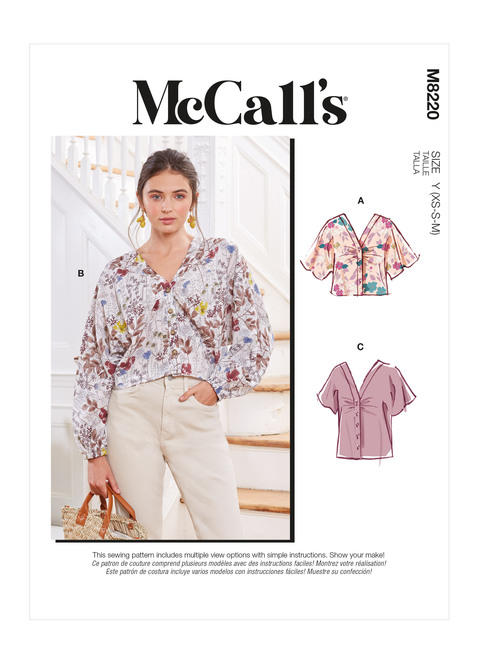 McCall's®
M8220
SIZE Y (XS-S-M)
TAILLE
TALLA
A
B
C
This sewing pattern includes multiple view options with simple instructions. Show your make!
Ce patron de couture comprend plusieurs modèles avec des instructions faciles! Montrez votre réalisation!
Este patrón de costura incluye varios modelos con instrucciones fáciles! Muestre su confección!